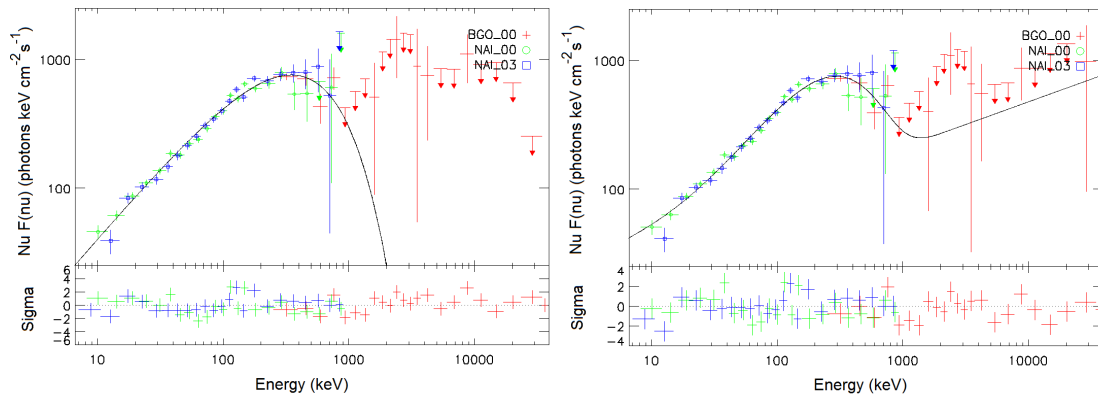 BGO_00
NAI_00
NAI_03
1000
100
Nu F(nu) (photons keV cm-2 s-1)
6
4
2
0
−2
−4
−6
Sigma
10
100
1000
10000
Energy (keV)
BGO_00
NAI_00
NAI_03
1000
100
Nu F(nu) (photons keV cm-2 s-1)
4
2
0
−2
−4
Sigma
10
100
1000
10000
Energy (keV)